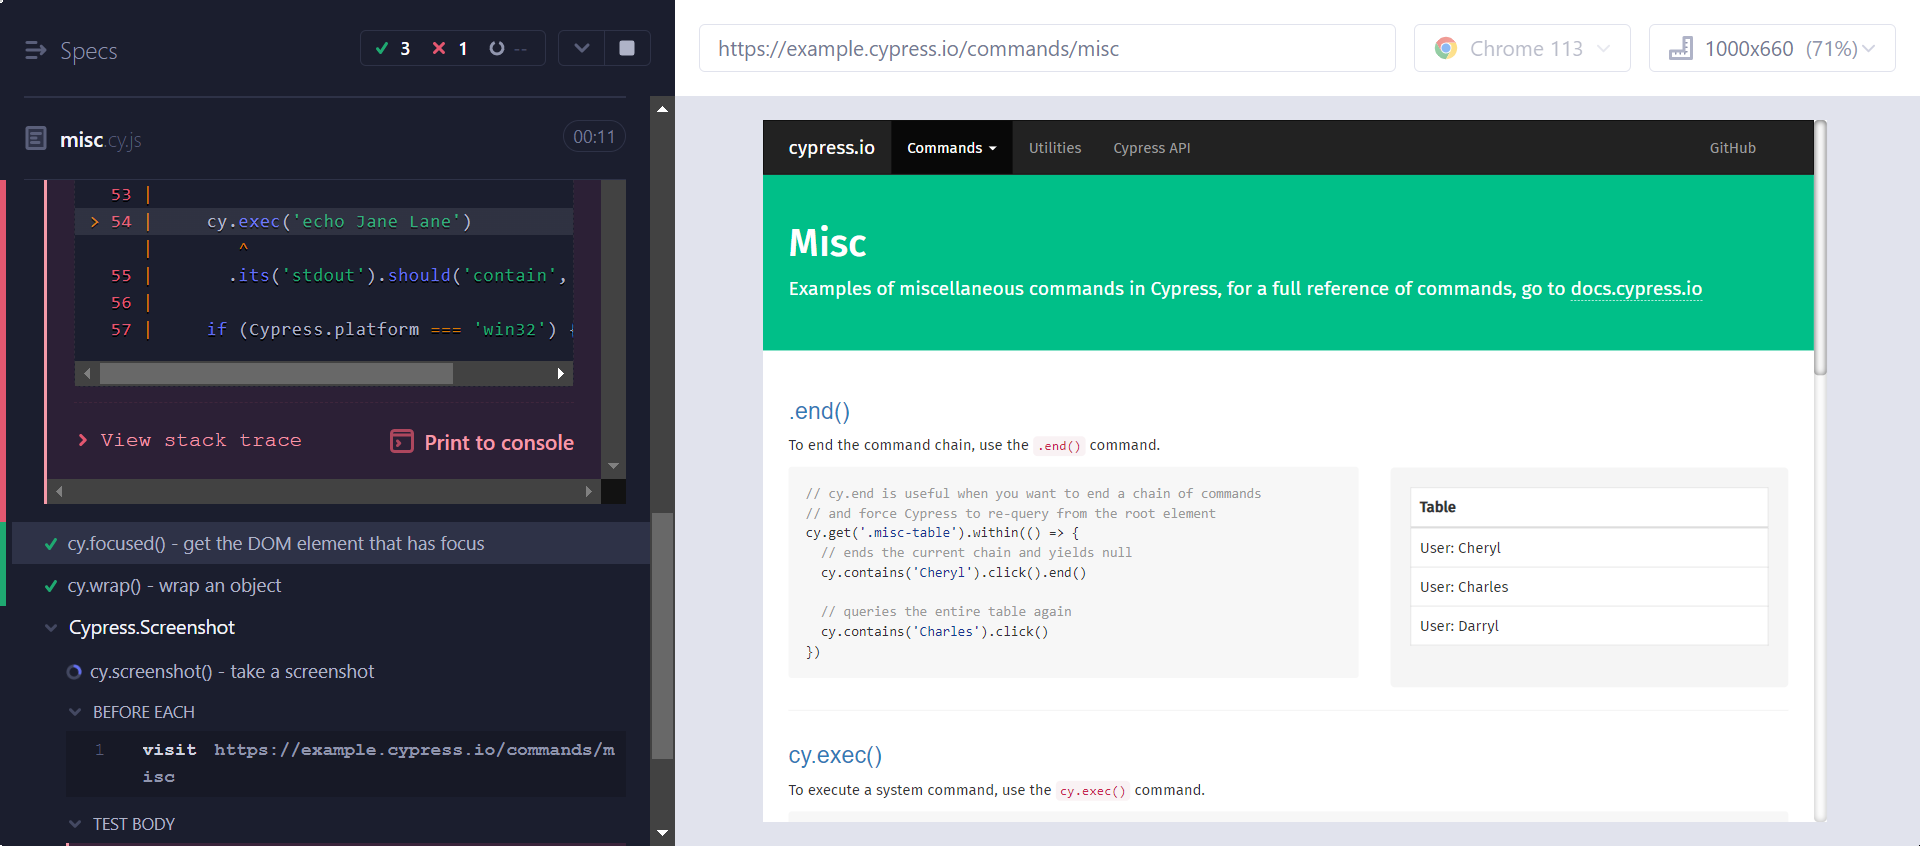 Specs
3 1 --
misc.cy.js 00:11
53 |
> 54 | cy.exec('echo Jane Lane')
| ^
55 | .its('stdout').should('contain',
56 |
57 | if (Cypress.platform === 'win32') {
View stack trace
Print to console
cy.focused() - get the DOM element that has focus
cy.wrap() - wrap an object
Cypress.Screenshot
cy.screenshot() - take a screenshot
BEFORE EACH
1 visit https://example.cypress.io/commands/m
isc
TEST BODY
https://example.cypress.io/commands/misc
Chrome 113
1000x660 (71%)
cypress.io Commands Utilities Cypress API GitHub
Misc
Examples of miscellaneous commands in Cypress, for a full reference of commands, go to docs.cypress.io
.end()
To end the command chain, use the .end() command.
// cy.end is useful when you want to end a chain of commands
// and force Cypress to re-query from the root element
cy.get('.misc-table').within(() => {
// ends the current chain and yields null
cy.contains('Cheryl').click().end()
// queries the entire table again
cy.contains('Charles').click()
})
Table
User: Cheryl
User: Charles
User: Darryl
cy.exec()
To execute a system command, use the cy.exec() command.